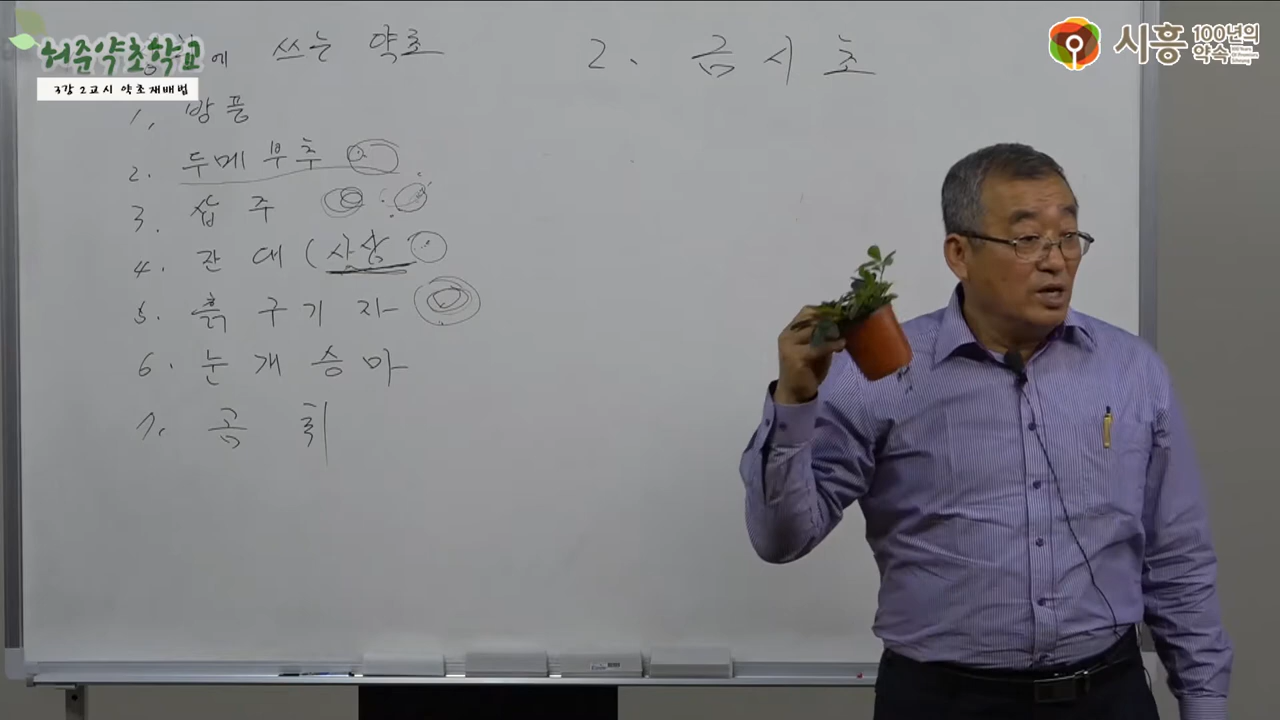 허준약초학교
3강 2교시 약초재배법
에 쓰는 약초
1. 방풍
2. 두메부추
3. 삽주
4. 잔대 (사삼
5. 흙구기자
6. 눈개승마
7. 곰취
2. 금시초
시흥 100년의 약속